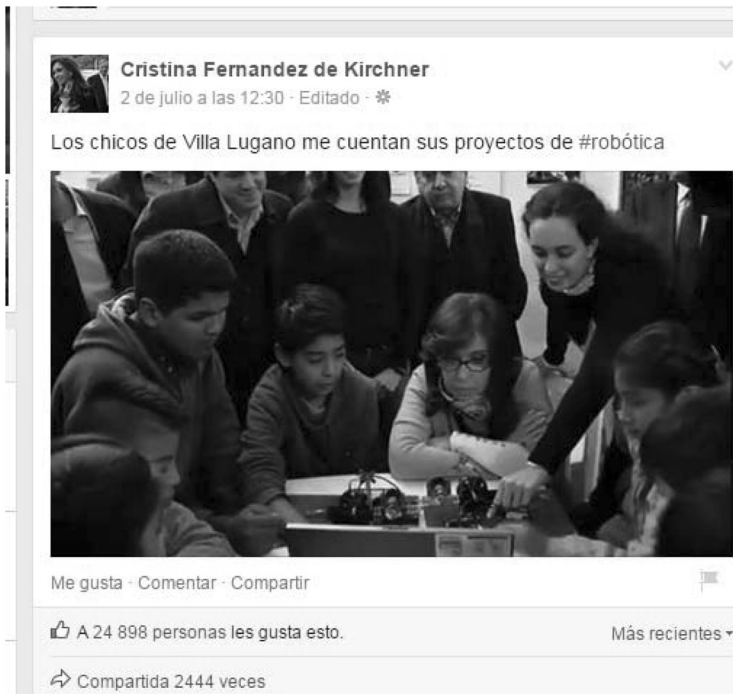 Cristina Fernandez de Kirchner
2 de julio a las 12:30 · Editado ·
Los chicos de Villa Lugano me cuentan sus proyectos de #robótica
Me gusta · Comentar · Compartir
A 24 898 personas les gusta esto.
Más recientes
Compartida 2444 veces